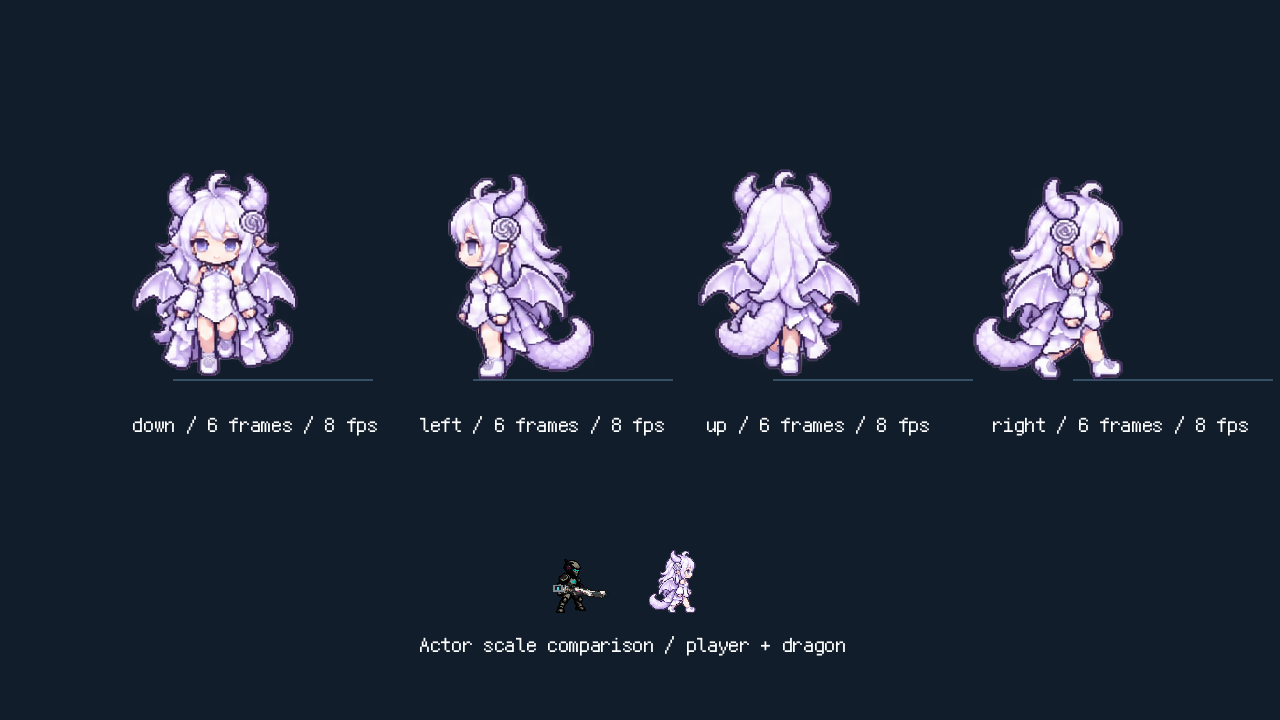 down / 6 frames / 8 fps
left / 6 frames / 8 fps
up / 6 frames / 8 fps
right / 6 frames / 8 fps
Actor scale comparison / player + dragon